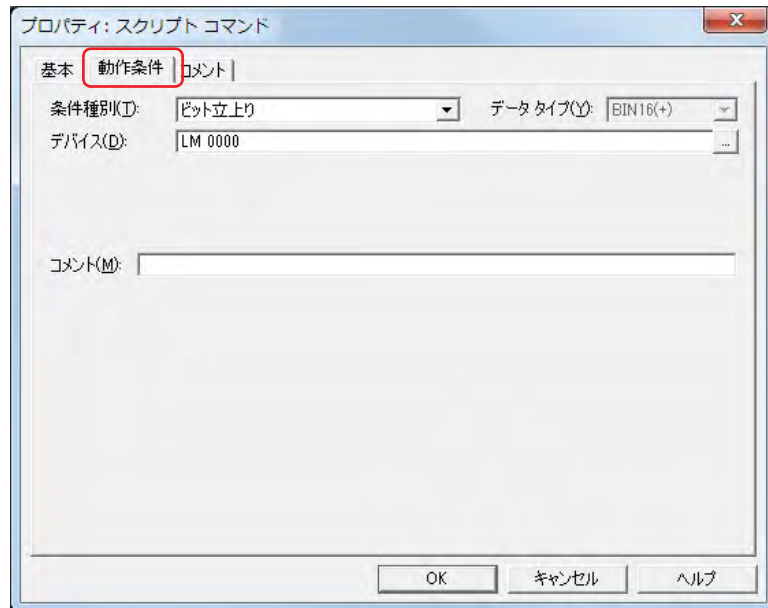 プロパティ: スクリプト コマンド
基本 動作条件 コメント
条件種別(T): ビット立上り データ タイプ(Y): BIN16(+)
デバイス(D): LM 0000 ...
コメント(M):
OK キャンセル ヘルプ